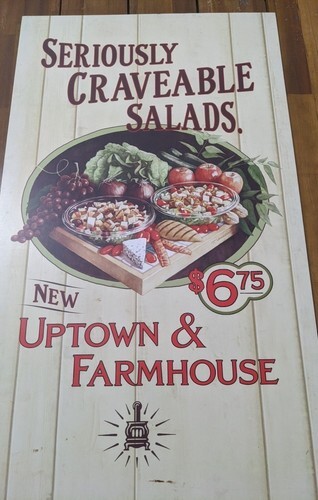 SERIOUSLY
CRAVEABLE
SALADS.
$6.75
NEW
UPTOWN &
FARMHOUSE